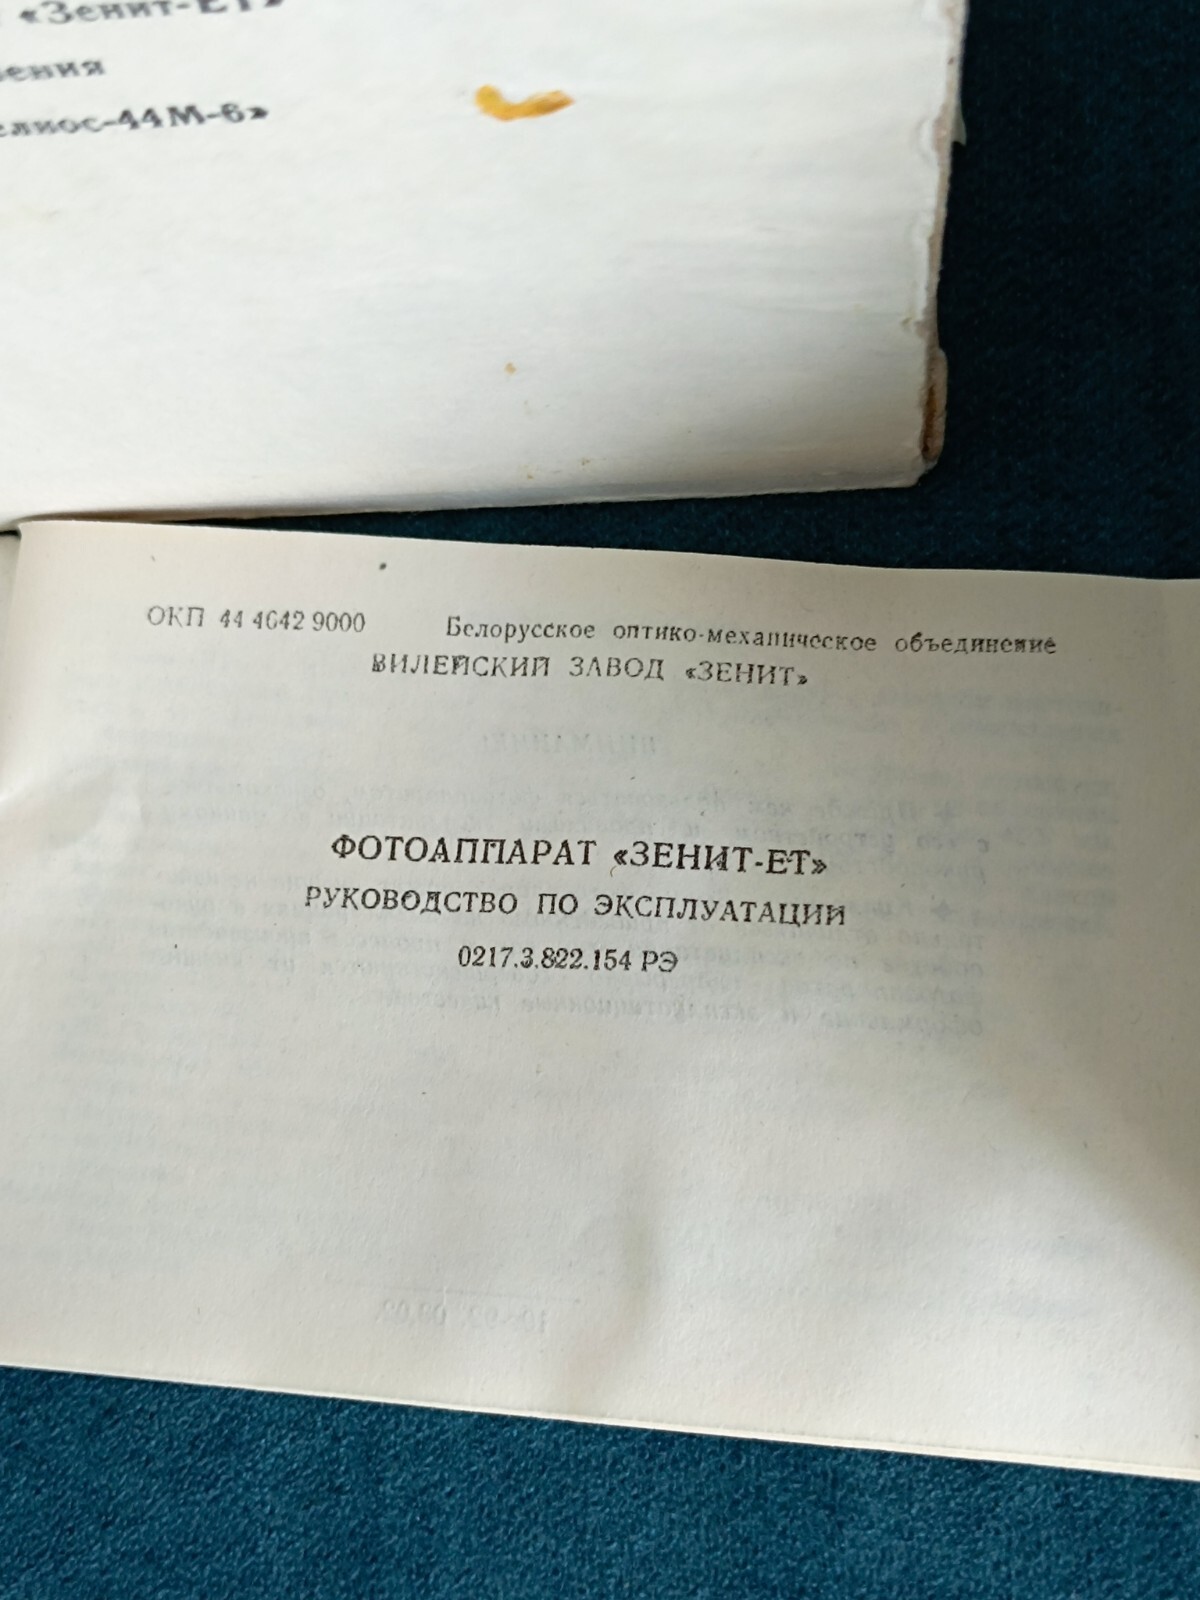 «Зенит-ЕТ»
ения
елиос-44М-6»
ОКП 44 4642 9000 Белорусское оптико-механическое объединение
ВИЛЕЙСКИЙ ЗАВОД «ЗЕНИТ»
ФОТОАППАРАТ «ЗЕНИТ-ЕТ»
РУКОВОДСТВО ПО ЭКСПЛУАТАЦИИ
0217.3.822.154 РЭ